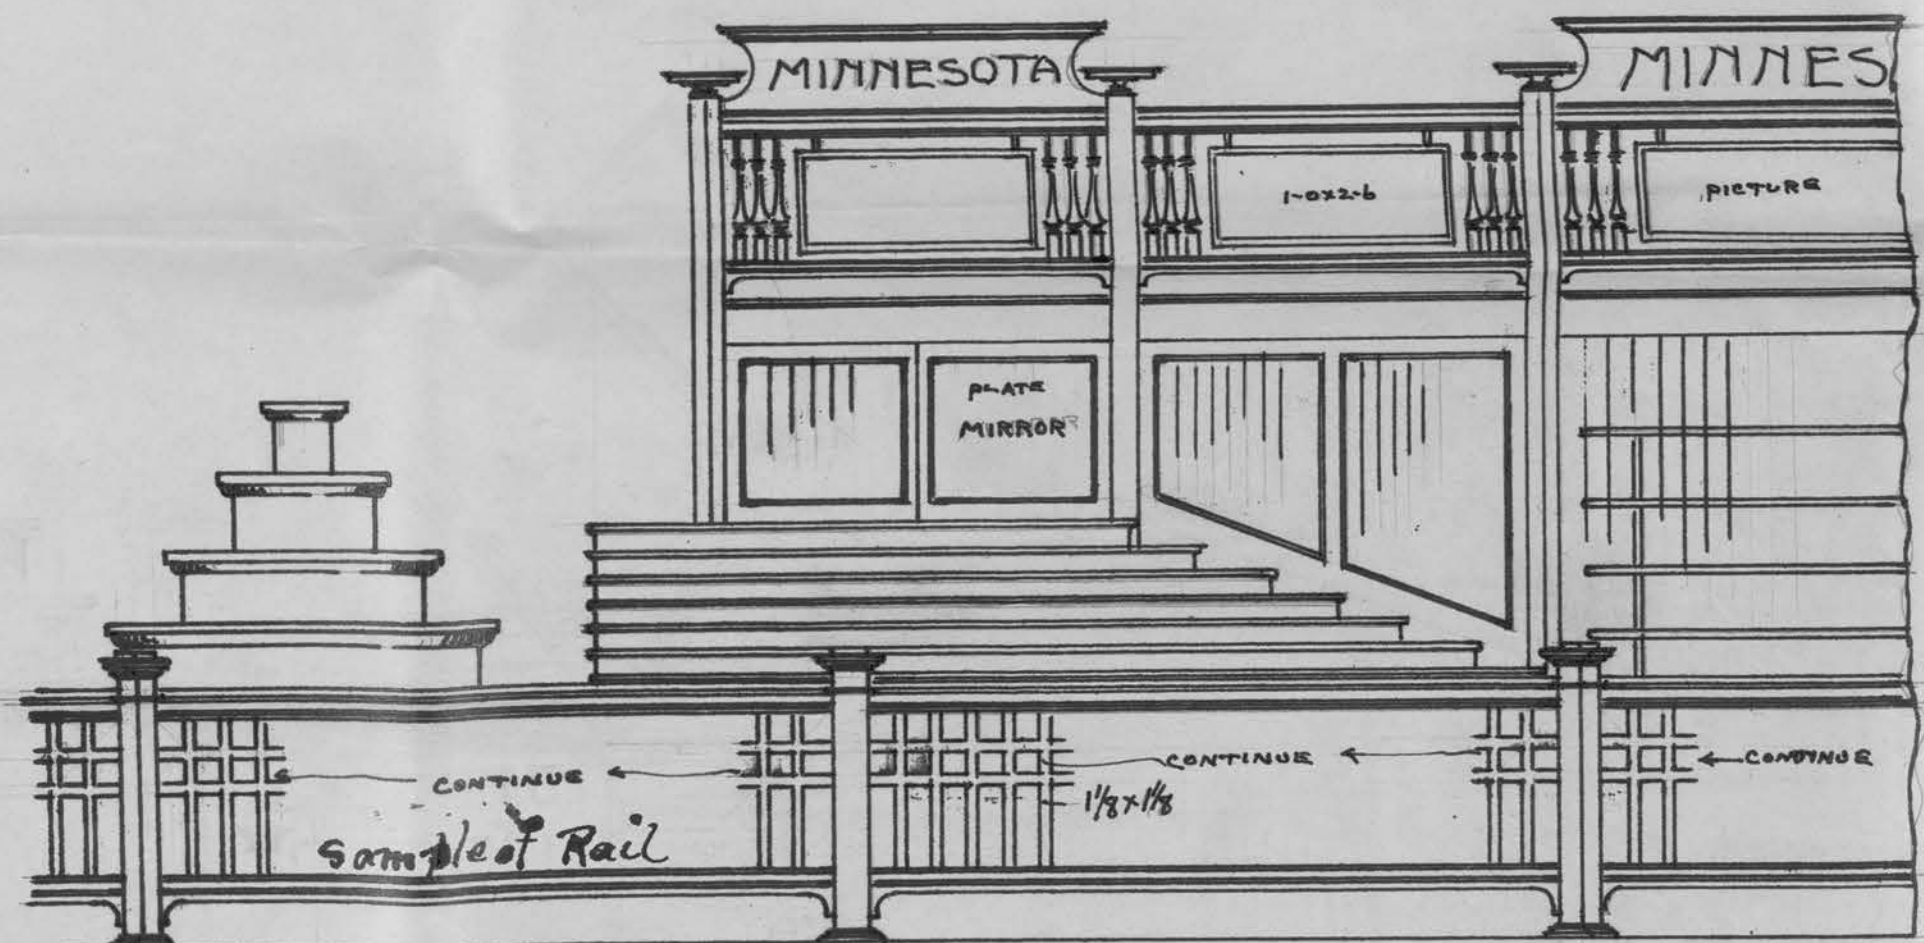 MINNESOTA
MINNES
1-0x2-6
PICTURE
PLATE
MIRROR
CONTINUE
CONTINUE
CONTINUE
1 1/8 x 1 1/8
Sample of Rail